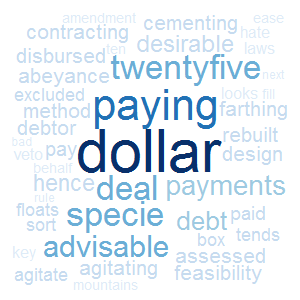 amendment ease
contracting cementing hate
disbursed ten desirable laws
abeyance twentyfive next
excluded paying looks fill
method farthing
debtor dollar rebuilt
bad veto pay design
behalf hence deal payments
rule
floats specie debt paid
sort box tends
key advisable assessed
agitate agitating feasibility
mountains